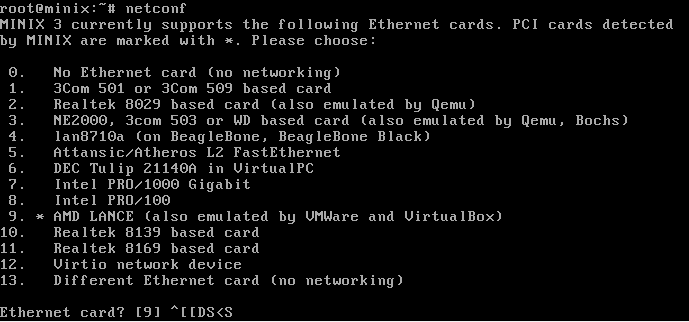 root@minix:~# netconf
MINIX 3 currently supports the following Ethernet cards. PCI cards detected
by MINIX are marked with *. Please choose:
0. No Ethernet card (no networking)
1. 3Com 501 or 3Com 509 based card
2. Realtek 8029 based card (also emulated by Qemu)
3. NE2000, 3com 503 or WD based card (also emulated by Qemu, Bochs)
4. lan8710a (on BeagleBone, BeagleBone Black)
5. Attansic/Atheros L2 FastEthernet
6. DEC Tulip 21140A in VirtualPC
7. Intel PRO/1000 Gigabit
8. Intel PRO/100
9. * AMD LANCE (also emulated by VMWare and VirtualBox)
10. Realtek 8139 based card
11. Realtek 8169 based card
12. Virtio network device
13. Different Ethernet card (no networking)
Ethernet card? [9] ^[[DS<S